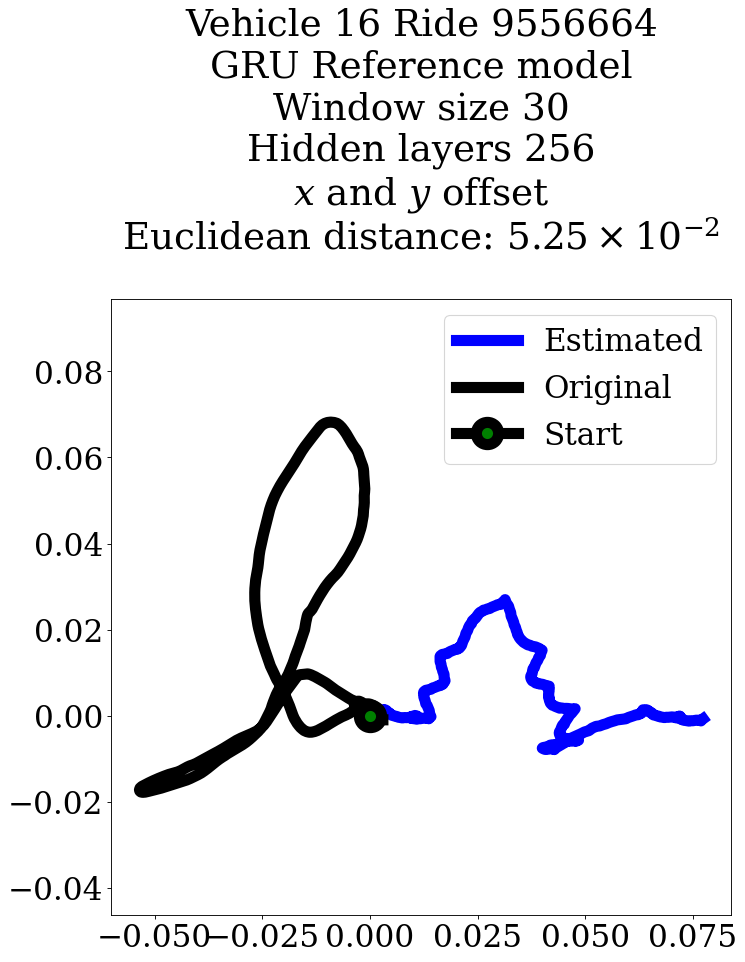 Vehicle 16 Ride 9556664
GRU Reference model
Window size 30
Hidden layers 256
x and y offset
Euclidean distance: 5.25 × 10⁻²
Estimated
Original
Start
0.08
0.06
0.04
0.02
0.00
−0.02
−0.04
−0.050 −0.025 0.000 0.025 0.050 0.075